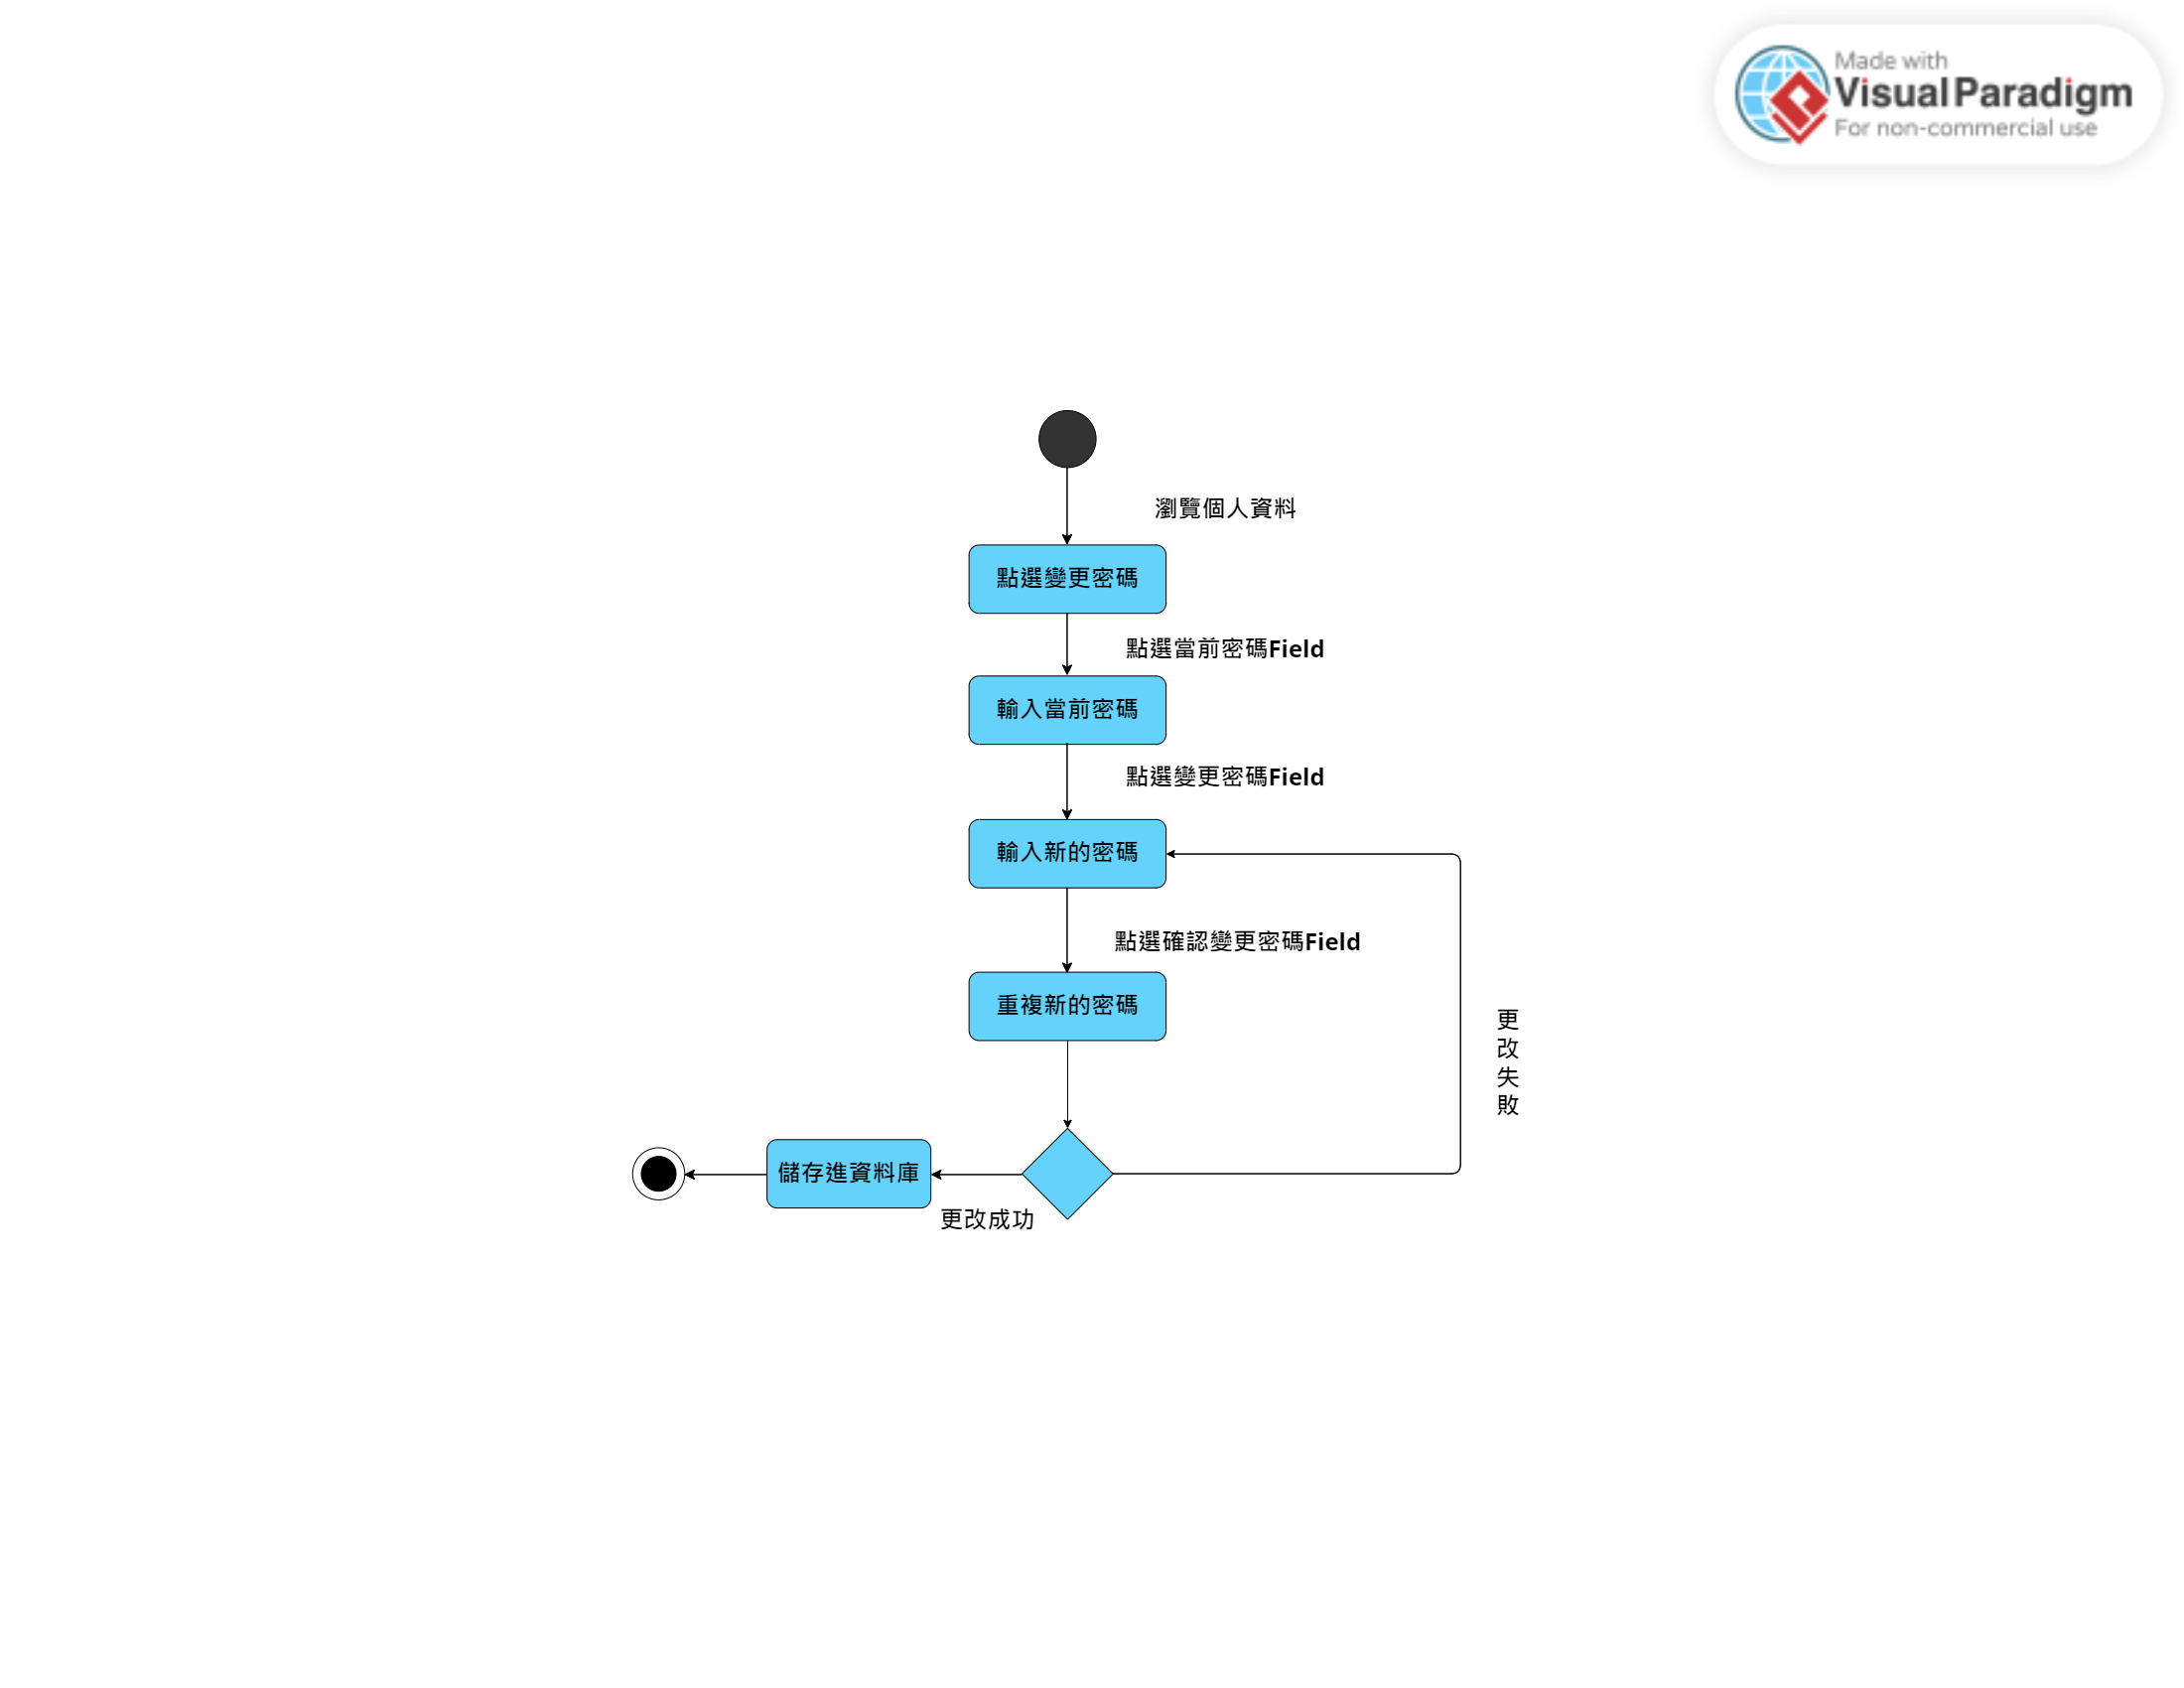 Made with
Visual Paradigm
For non-commercial use
瀏覽個人資料
點選變更密碼
點選當前密碼Field
輸入當前密碼
點選變更密碼Field
輸入新的密碼
點選確認變更密碼Field
重複新的密碼
更
改
失
敗
儲存進資料庫
更改成功